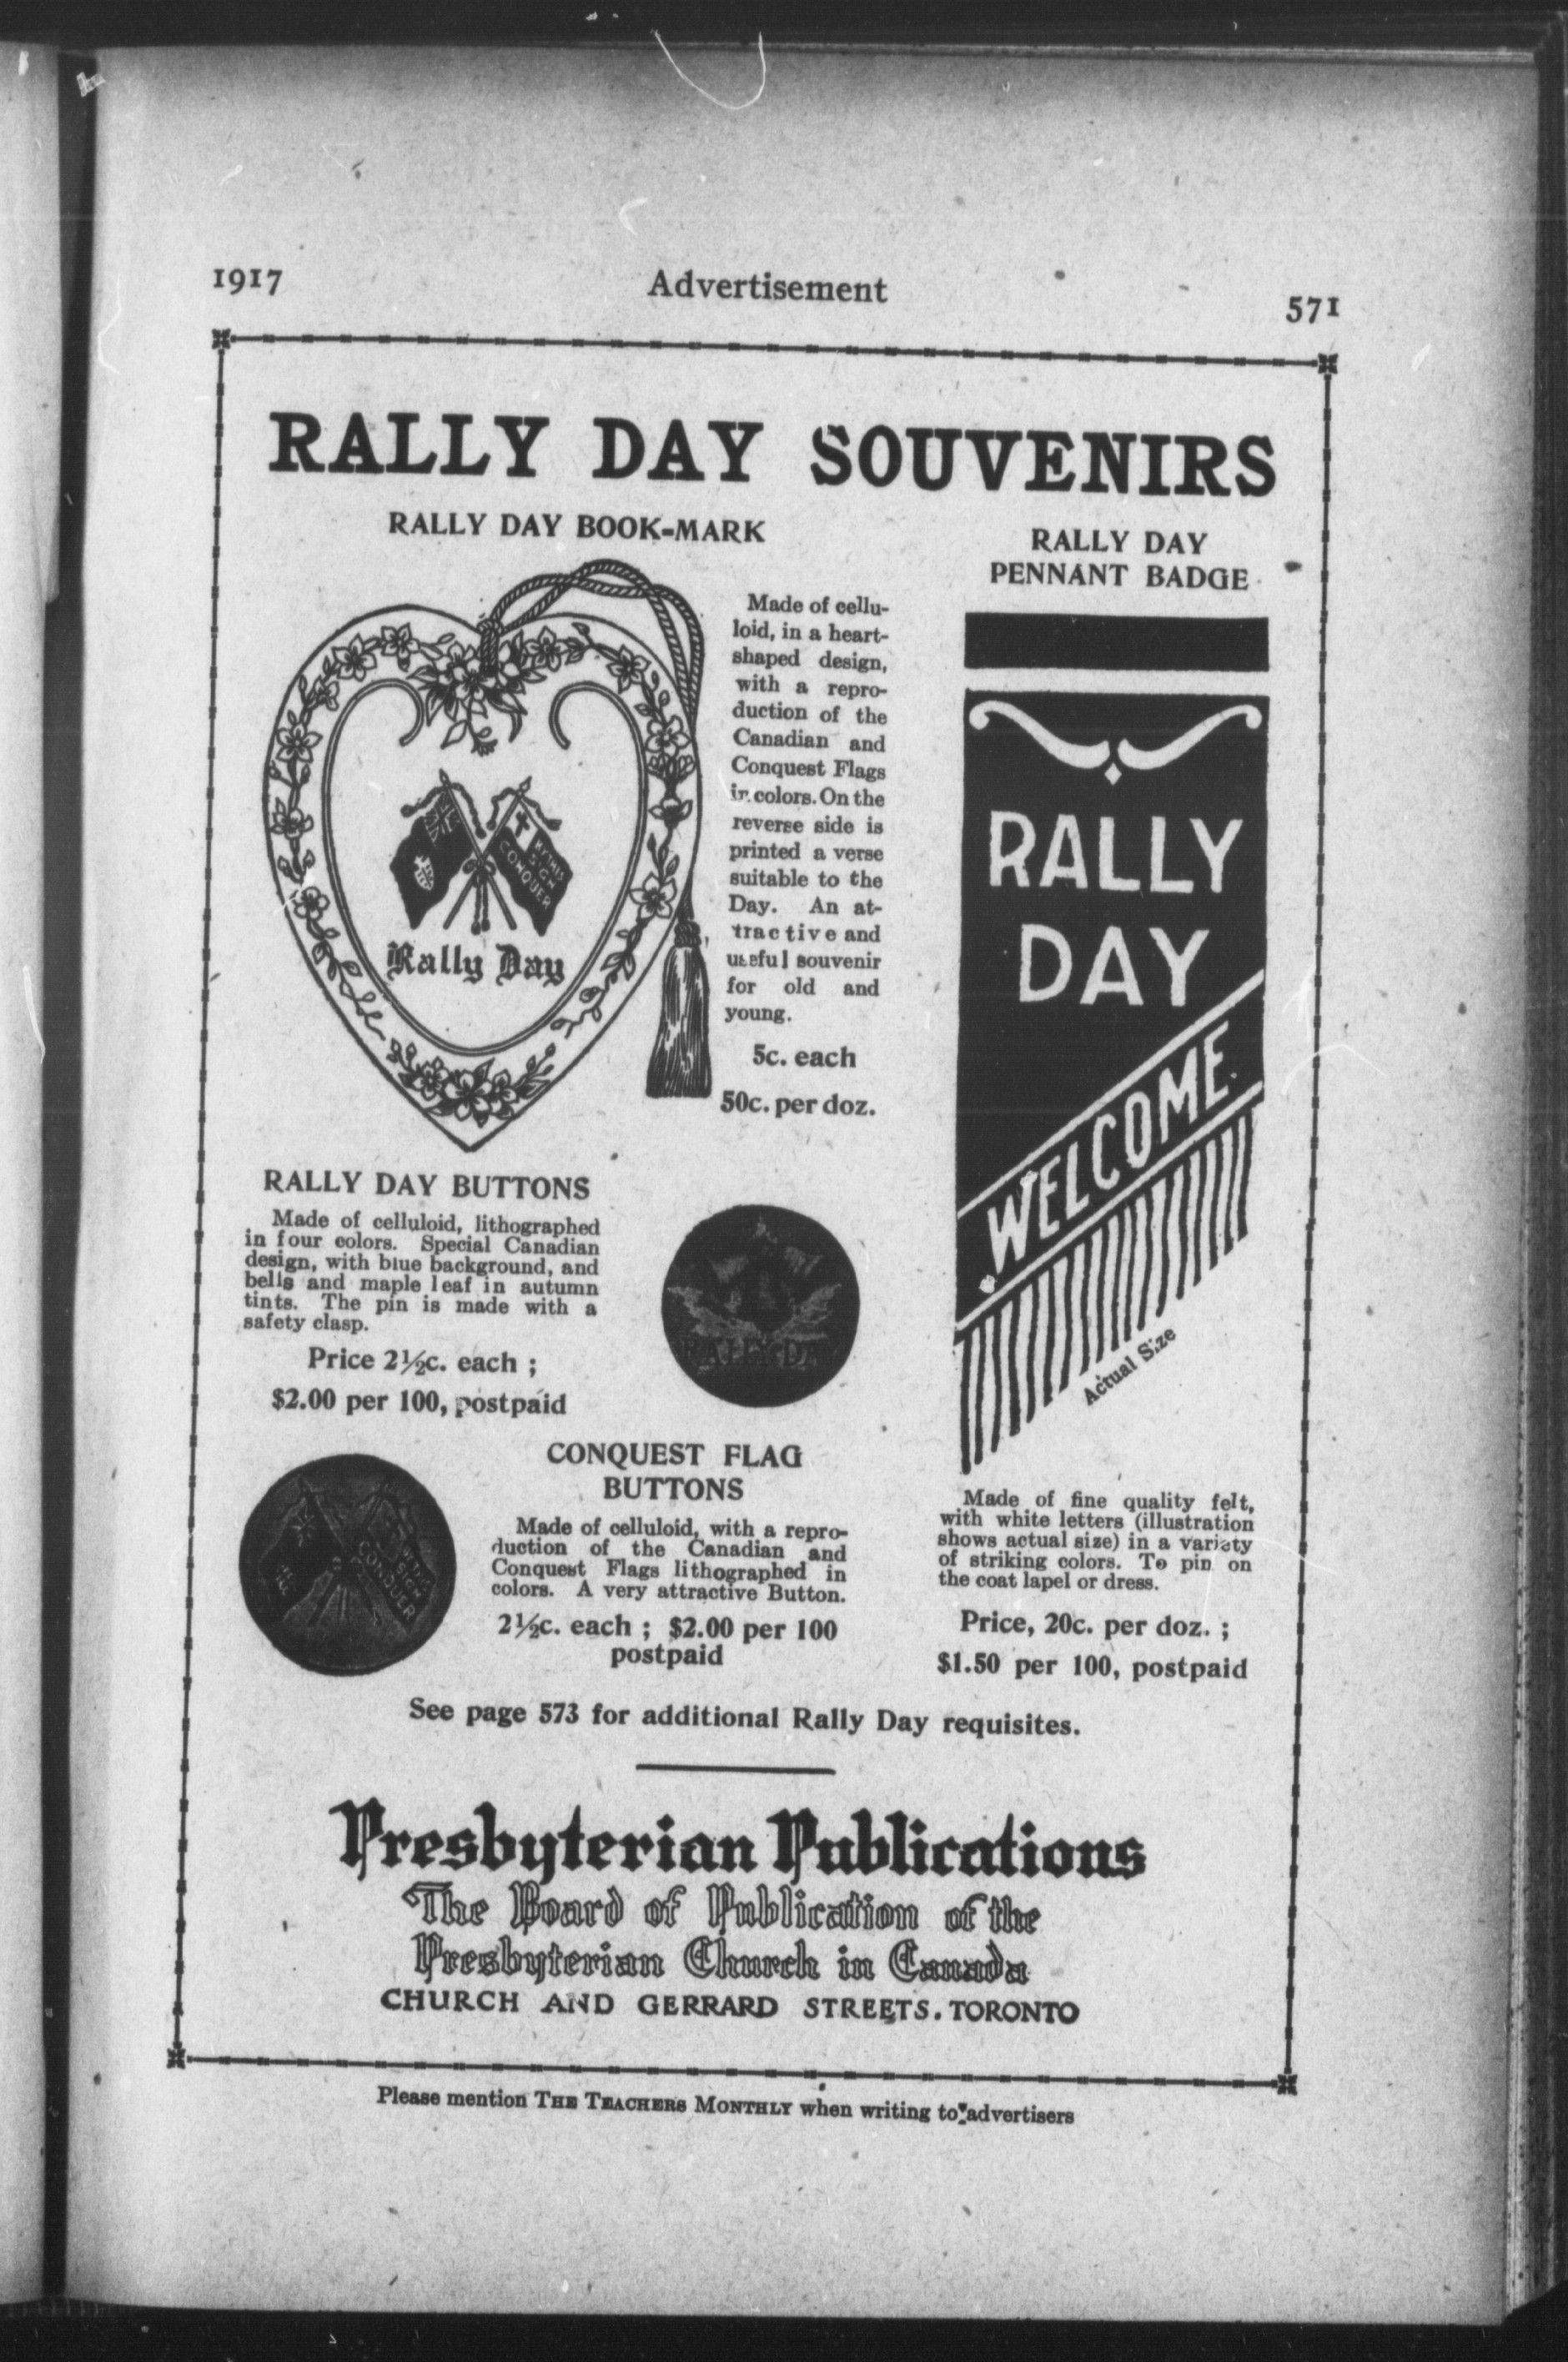 1917
Advertisement
571
RALLY DAY SOUVENIRS
RALLY DAY BOOK-MARK
Rally Day
Made of cellu-
loid, in a heart-
shaped design,
with a repro-
duction of the
Canadian and
Conquest Flags
in colors. On the
reverse side is
printed a verse
suitable to the
Day. An at-
tractive and
useful souvenir
for old and
young.
5c. each
50c. per doz.
RALLY DAY
PENNANT BADGE
RALLY
DAY
WELCOME
Actual Size
Made of fine quality felt,
with white letters (illustration
shows actual size) in a variety
of striking colors. To pin on
the coat lapel or dress.
Price, 20c. per doz. ;
$1.50 per 100, postpaid
RALLY DAY BUTTONS
Made of celluloid, lithographed
in four colors. Special Canadian
design, with blue background, and
bells and maple leaf in autumn
tints. The pin is made with a
safety clasp.
Price 2½c. each ;
$2.00 per 100, postpaid
CONQUEST FLAG
BUTTONS
SIGN
CONQUER
Made of celluloid, with a repro-
duction of the Canadian and
Conquest Flags lithographed in
colors. A very attractive Button.
2½c. each ; $2.00 per 100
postpaid
See page 573 for additional Rally Day requisites.
Presbyterian Publications
The Board of Publication of the
Presbyterian Church in Canada
CHURCH AND GERRARD STREETS. TORONTO
Please mention THE TEACHERS MONTHLY when writing to advertisers